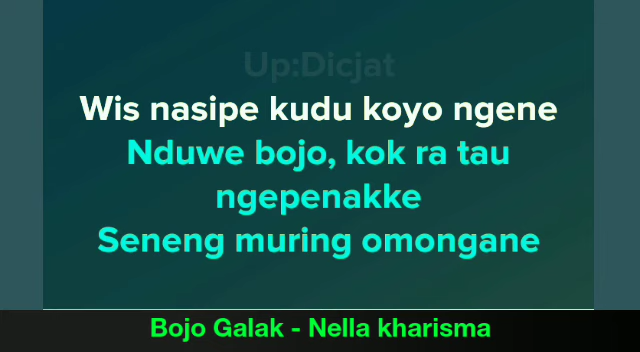 Up:Dicjat
Wis nasipe kudu koyo ngene
Nduwe bojo, kok ra tau
ngepenakke
Seneng muring omongane
Bojo Galak - Nella kharisma